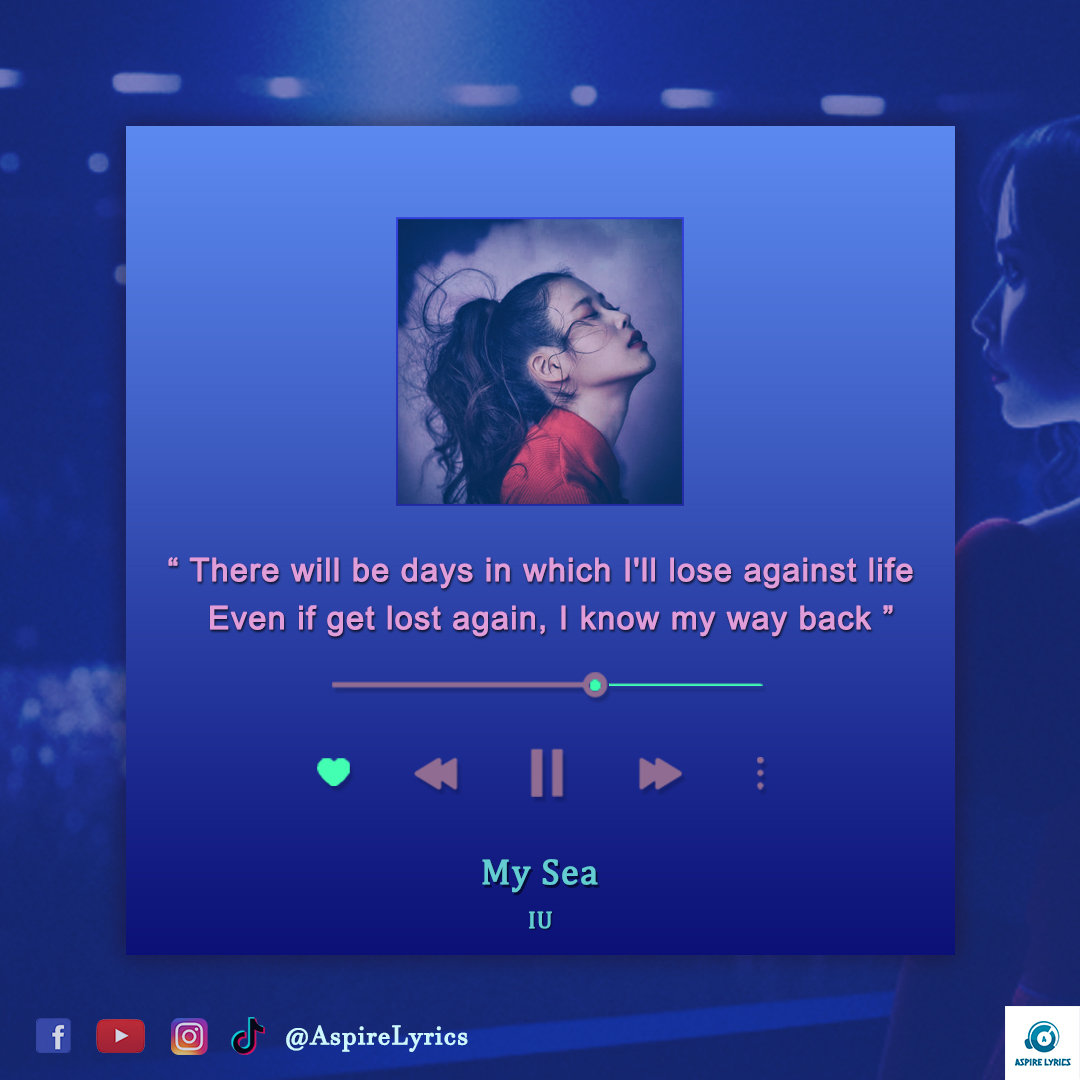 “ There will be days in which I'll lose against life
Even if get lost again, I know my way back ”
My Sea
IU
@AspireLyrics
ASPIRE LYRICS